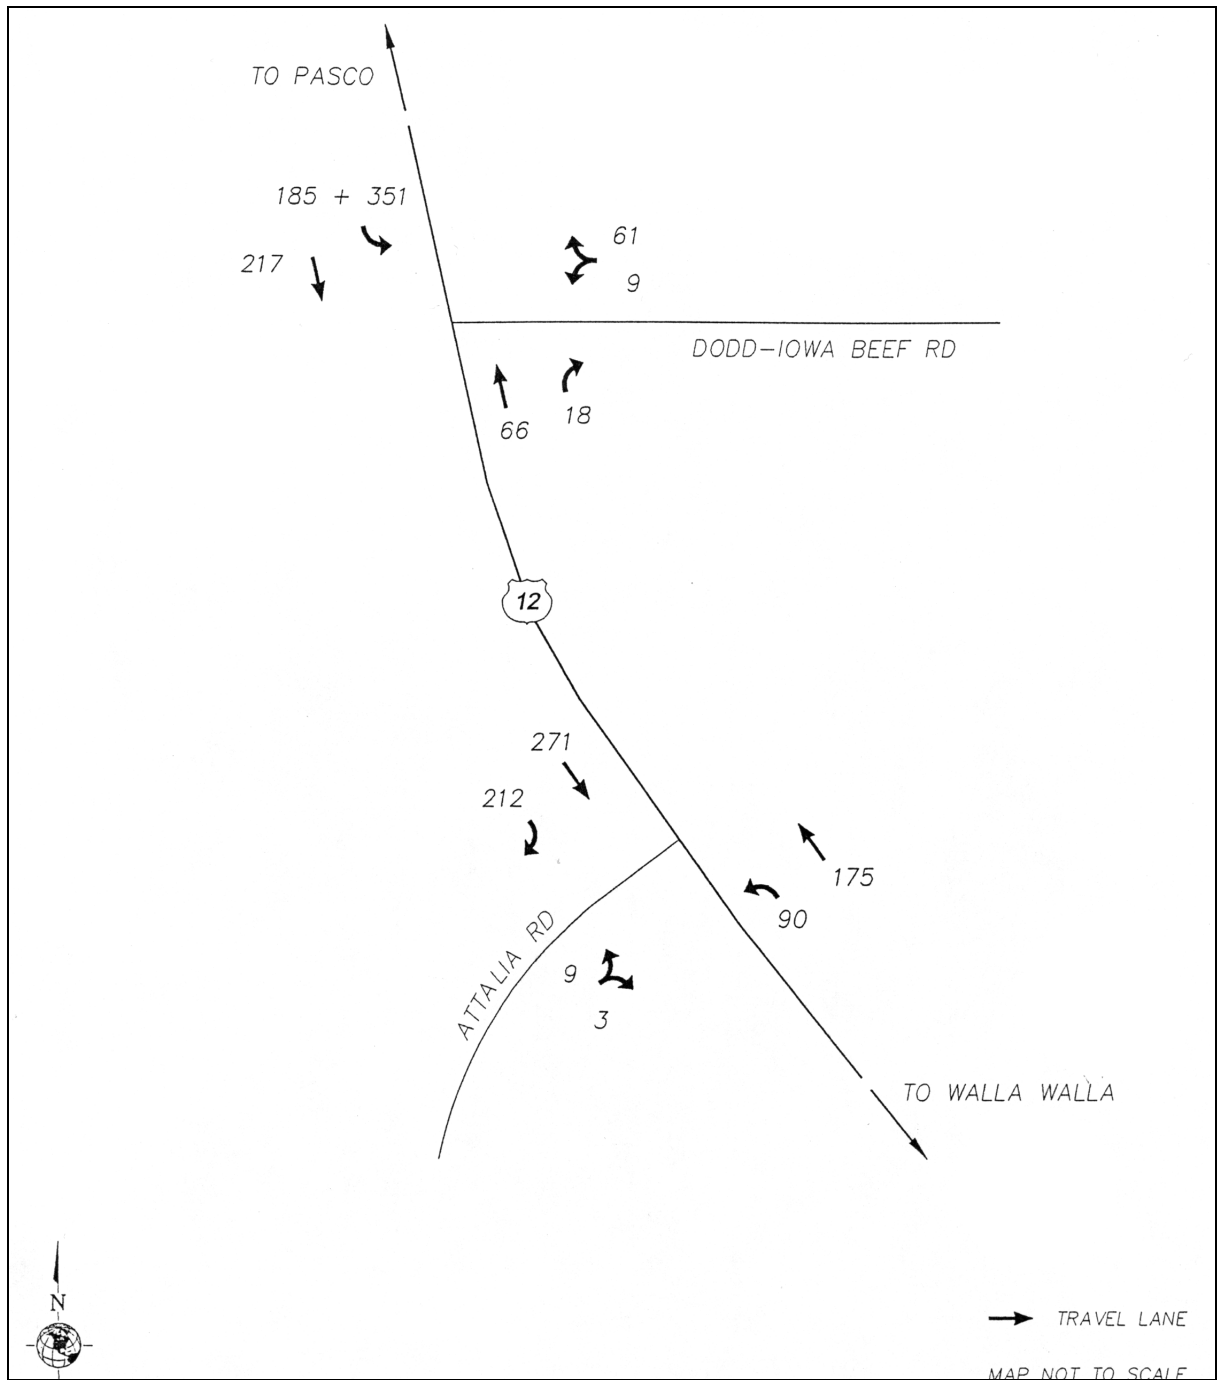 TO PASCO
185 + 351
61
217
9
DODD-IOWA BEEF RD
18
66
12
271
212
175
90
ATTALIA RD
9
3
TO WALLA WALLA
N
TRAVEL LANE
MAP NOT TO SCALE